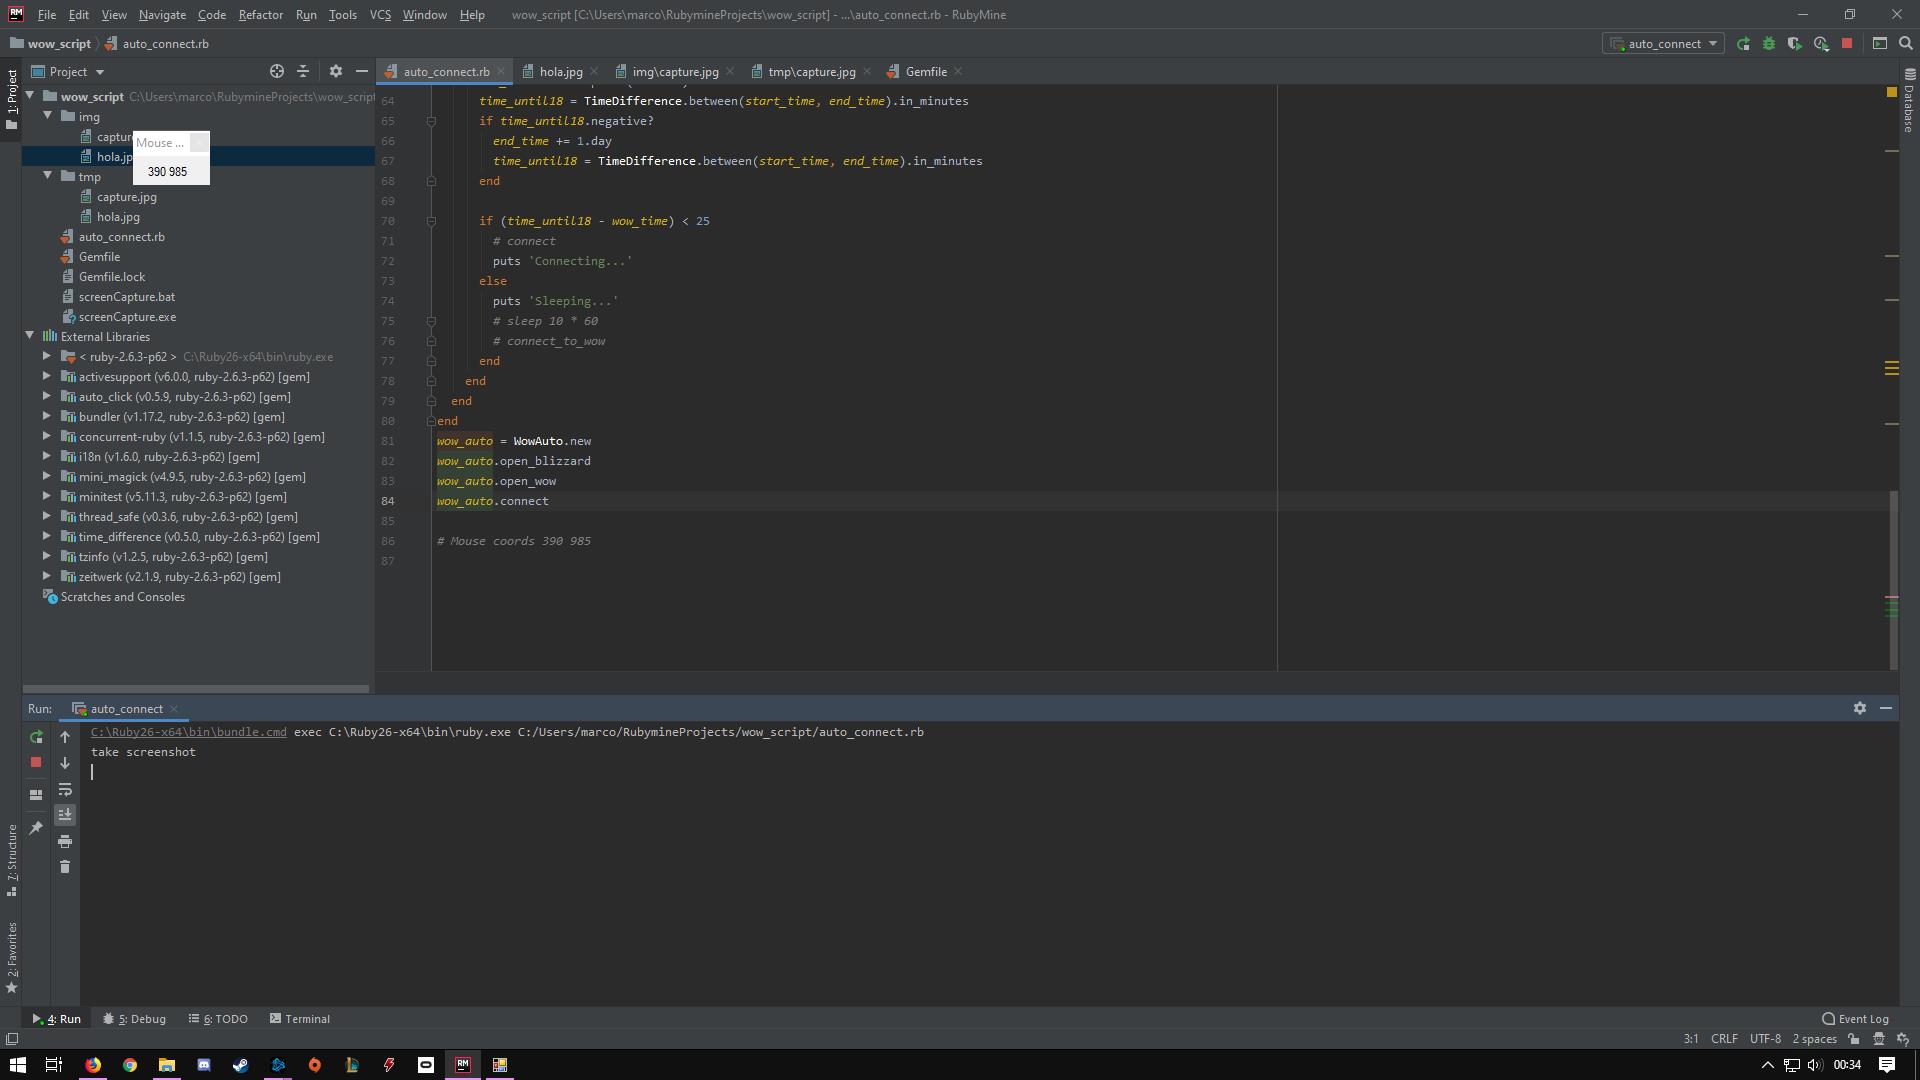 File Edit View Navigate Code Refactor Run Tools VCS Window Help wow_script [C:\Users\marco\RubymineProjects\wow_script] - ...\auto_connect.rb - RubyMine
wow_script auto_connect.rb auto_connect
Project auto_connect.rb hola.jpg img\capture.jpg tmp\capture.jpg Gemfile
1: Project
Database
wow_script C:\Users\marco\RubymineProjects\wow_script
img
Mouse ...
hola.jp
390 985
tmp
capture.jpg
hola.jpg
auto_connect.rb
Gemfile
Gemfile.lock
screenCapture.bat
screenCapture.exe
External Libraries
< ruby-2.6.3-p62 > C:\Ruby26-x64\bin\ruby.exe
activesupport (v6.0.0, ruby-2.6.3-p62) [gem]
auto_click (v0.5.9, ruby-2.6.3-p62) [gem]
bundler (v1.17.2, ruby-2.6.3-p62) [gem]
concurrent-ruby (v1.1.5, ruby-2.6.3-p62) [gem]
i18n (v1.6.0, ruby-2.6.3-p62) [gem]
mini_magick (v4.9.5, ruby-2.6.3-p62) [gem]
minitest (v5.11.3, ruby-2.6.3-p62) [gem]
thread_safe (v0.3.6, ruby-2.6.3-p62) [gem]
time_difference (v0.5.0, ruby-2.6.3-p62) [gem]
tzinfo (v1.2.5, ruby-2.6.3-p62) [gem]
zeitwerk (v2.1.9, ruby-2.6.3-p62) [gem]
Scratches and Consoles
64 time_until18 = TimeDifference.between(start_time, end_time).in_minutes
65 if time_until18.negative?
66 end_time += 1.day
67 time_until18 = TimeDifference.between(start_time, end_time).in_minutes
68 end
69
70 if (time_until18 - wow_time) < 25
71 # connect
72 puts 'Connecting...'
73 else
74 puts 'Sleeping...'
75 # sleep 10 * 60
76 # connect_to_wow
77 end
78 end
79 end
80 end
81 wow_auto = WowAuto.new
82 wow_auto.open_blizzard
83 wow_auto.open_wow
84 wow_auto.connect
85
86 # Mouse coords 390 985
87
Run: auto_connect
C:\Ruby26-x64\bin\bundle.cmd exec C:\Ruby26-x64\bin\ruby.exe C:/Users/marco/RubymineProjects/wow_script/auto_connect.rb
take screenshot
7: Structure
2: Favorites
4: Run 5: Debug 6: TODO Terminal Event Log
3:1 CRLF UTF-8 2 spaces
RM 00:34